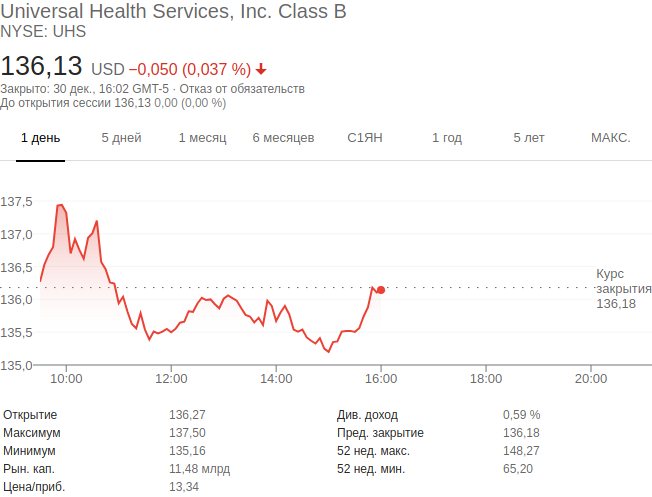 Universal Health Services, Inc. Class B
NYSE: UHS
136,13 USD −0,050 (0,037 %)
Закрыто: 30 дек., 16:02 GMT-5 · Отказ от обязательств
До открытия сессии 136,13 0,00 (0,00 %)
1 день 5 дней 1 месяц 6 месяцев С1ЯН 1 год 5 лет МАКС.
137,5
137,0
136,5
136,0
135,5
135,0
Курс
закрытия
136,18
10:00 12:00 14:00 16:00 18:00 20:00
Открытие 136,27 Див. доход 0,59 %
Максимум 137,50 Пред. закрытие 136,18
Минимум 135,16 52 нед. макс. 148,27
Рын. кап. 11,48 млрд 52 нед. мин. 65,20
Цена/приб. 13,34